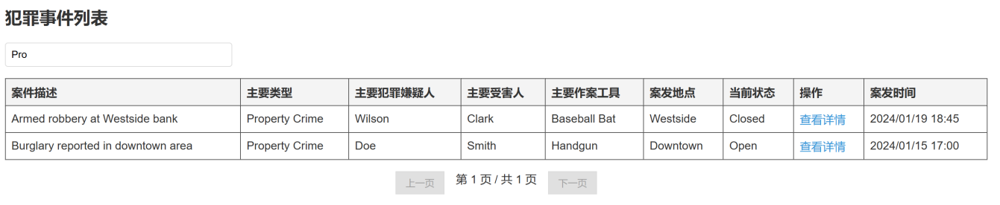 犯罪事件列表
Pro
案件描述 主要类型 主要犯罪嫌疑人 主要受害人 主要作案工具 案发地点 当前状态 操作 案发时间
Armed robbery at Westside bank Property Crime Wilson Clark Baseball Bat Westside Closed 查看详情 2024/01/19 18:45
Burglary reported in downtown area Property Crime Doe Smith Handgun Downtown Open 查看详情 2024/01/15 17:00
上一页 第 1 页 / 共 1 页 下一页